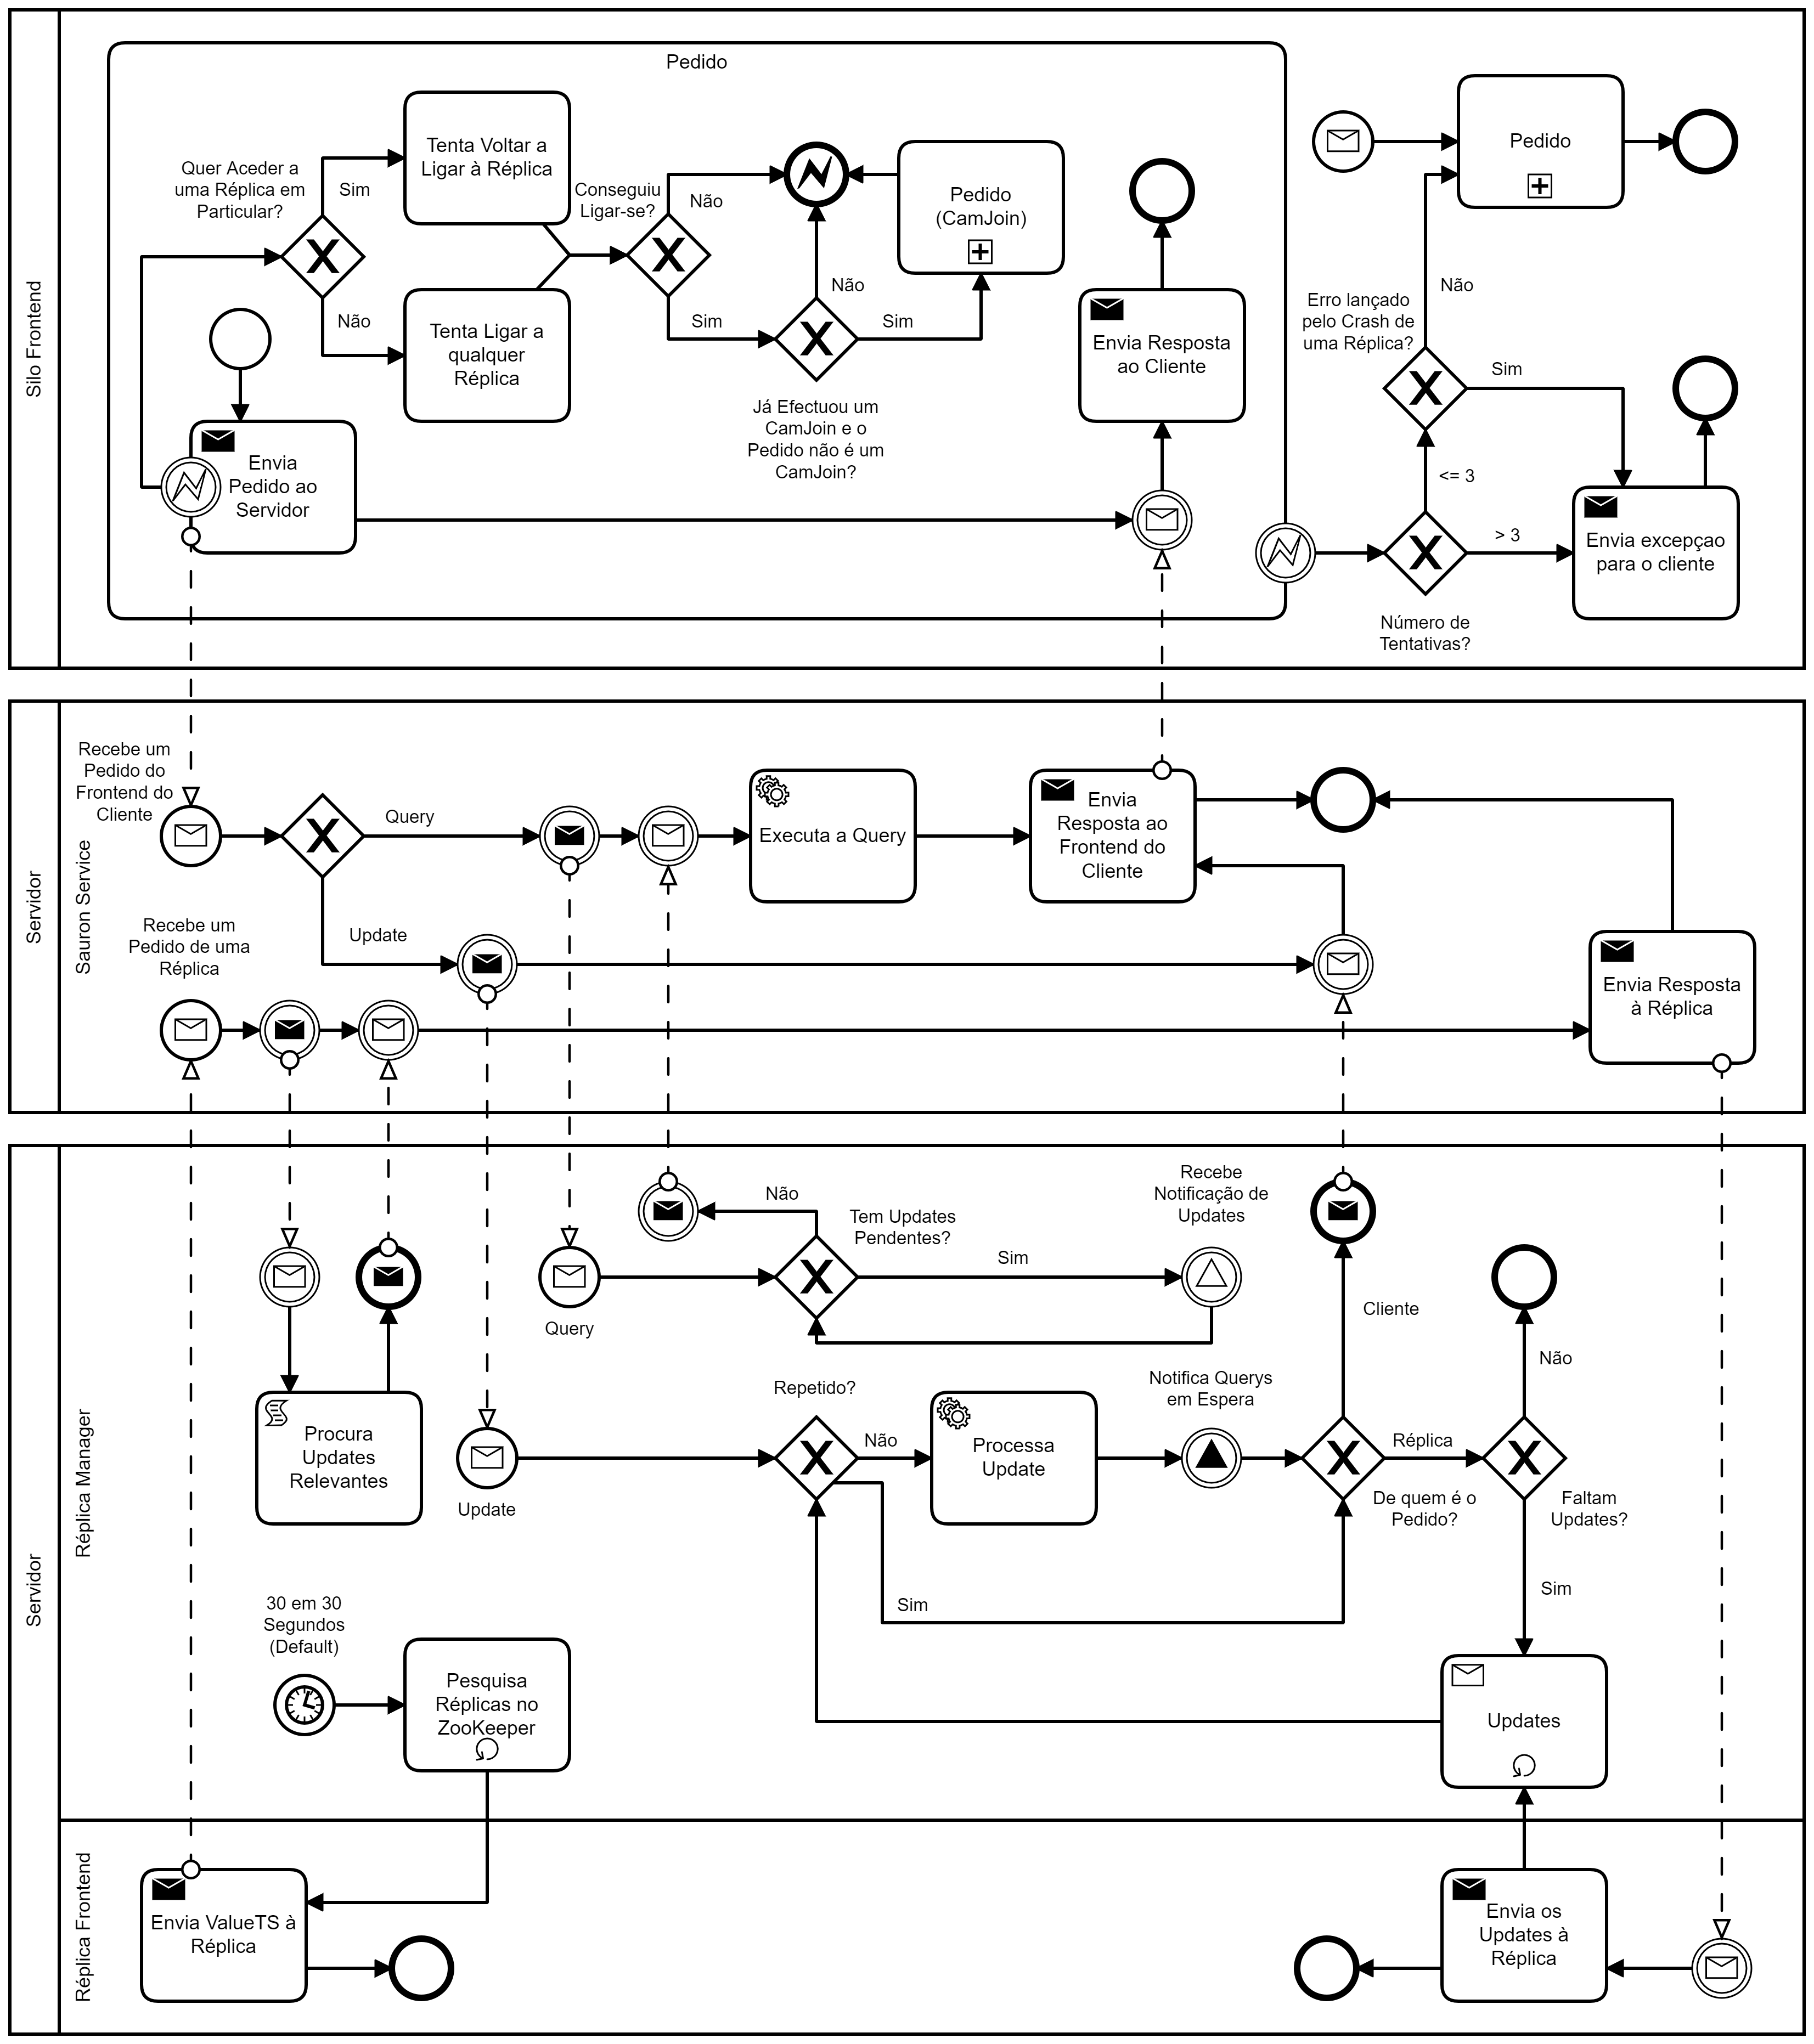 Silo Frontend
Pedido
Quer Aceder a
uma Réplica em
Particular?
Sim
Não
Tenta Voltar a
Ligar à Réplica
Tenta Ligar a
qualquer
Réplica
Conseguiu
Ligar-se?
Não
Sim
Pedido
(CamJoin)
Não
Sim
Já Efectuou um
CamJoin e o
Pedido não é um
CamJoin?
Envia Resposta
ao Cliente
Envia
Pedido ao
Servidor
Pedido
Erro lançado
pelo Crash de
uma Réplica?
Não
Sim
<= 3
> 3
Envia excepçao
para o cliente
Número de
Tentativas?
Servidor
Sauron Service
Recebe um
Pedido do
Frontend do
Cliente
Query
Executa a Query
Envia
Resposta ao
Frontend do
Cliente
Recebe um
Pedido de uma
Réplica
Update
Envia Resposta
à Réplica
Servidor
Réplica Manager
Não
Tem Updates
Pendentes?
Sim
Recebe
Notificação de
Updates
Query
Cliente
Não
Repetido?
Não
Processa
Update
Notifica Querys
em Espera
Réplica
De quem é o
Pedido?
Faltam
Updates?
Procura
Updates
Relevantes
Update
Sim
Sim
30 em 30
Segundos
(Default)
Pesquisa
Réplicas no
ZooKeeper
Updates
Réplica Frontend
Envia ValueTS à
Réplica
Envia os
Updates à
Réplica